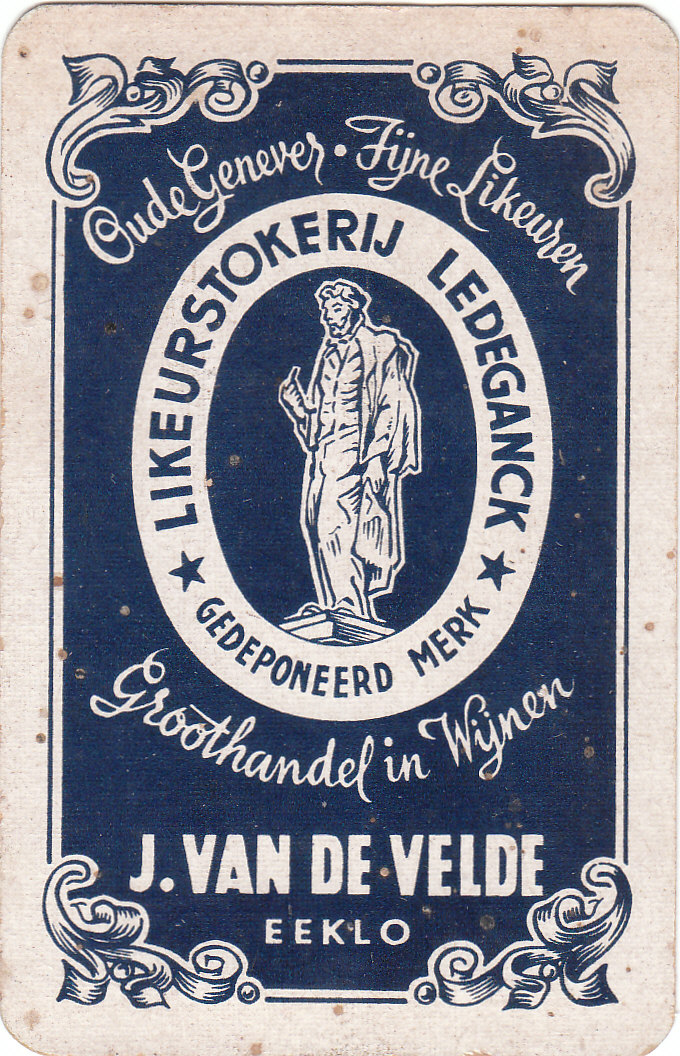 Oude Genever · Fijne Likeuren
LIKEURSTOKERIJ LEDEGANCK
★ GEDEPONEERD MERK ★
Groothandel in Wijnen
J. VAN DE VELDE
EEKLO